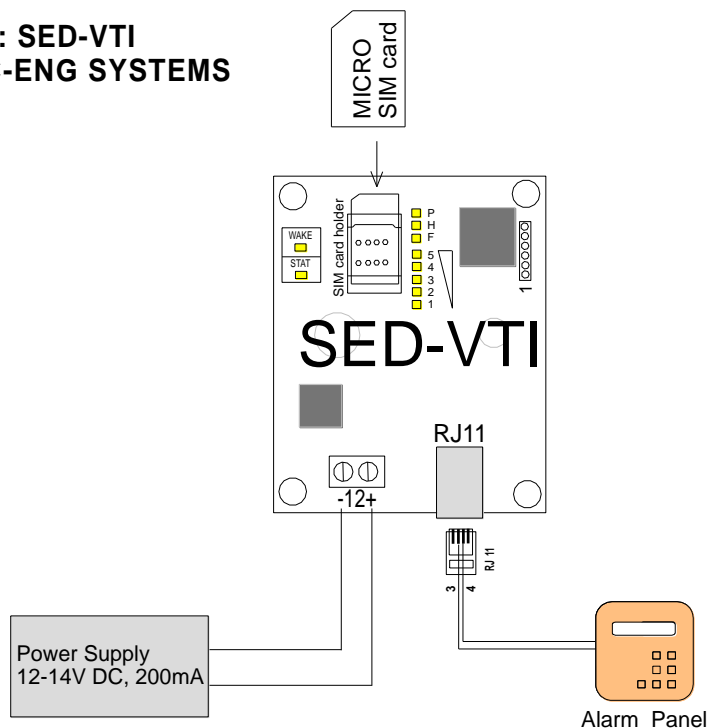 : SED-VTI
-ENG SYSTEMS
MICRO
SIM card
SIM card holder
P
H
F
5
4
3
2
1
WAKE
STAT
1
SED-VTI
RJ11
-12+
RJ 11
3 4
Power Supply
12-14V DC, 200mA
Alarm Panel